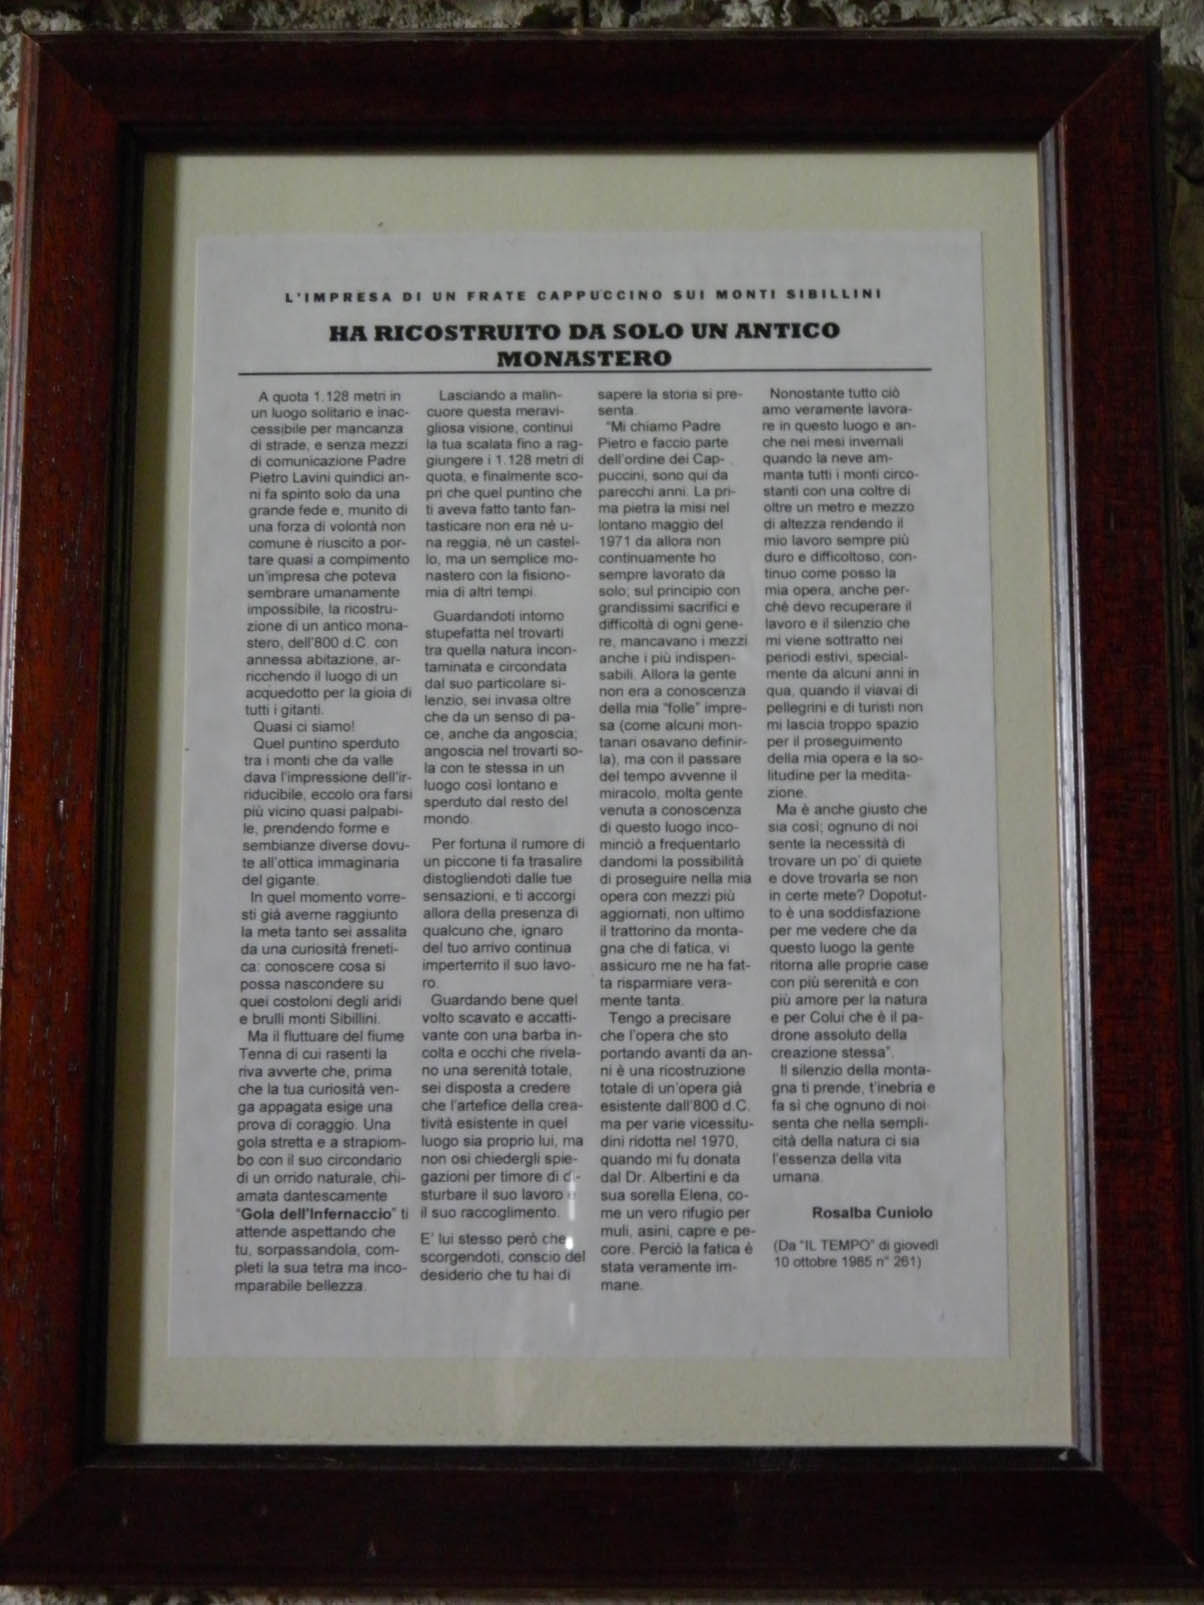 L'IMPRESA DI UN FRATE CAPPUCCINO SUI MONTI SIBILLINI
HA RICOSTRUITO DA SOLO UN ANTICO
MONASTERO
A quota 1.128 metri in
un luogo solitario e inac-
cessibile per mancanza
di strade, e senza mezzi
di comunicazione Padre
Pietro Lavini quindici an-
ni fa spinto solo da una
grande fede e, munito di
una forza di volontà non
comune è riuscito a por-
tare quasi a compimento
un'impresa che poteva
sembrare umanamente
impossibile, la ricostru-
zione di un antico mona-
stero, dell'800 d.C. con
annessa abitazione, ar-
ricchendo il luogo di un
acquedotto per la gioia di
tutti i gitanti.
Quasi ci siamo!
Quel puntino sperduto
tra i monti che da valle
dava l'impressione dell'ir-
riducibile, eccolo ora farsi
più vicino quasi palpabi-
le, prendendo forme e
sembianze diverse dovu-
te all'ottica immaginaria
del gigante.
In quel momento vorre-
sti già averne raggiunto
la meta tanto sei assalita
da una curiosità freneti-
ca: conoscere cosa si
possa nascondere su
quei costoloni degli aridi
e brulli monti Sibillini.
Ma il fluttuare del fiume
Tenna di cui rasenti la
riva avverte che, prima
che la tua curiosità ven-
ga appagata esige una
prova di coraggio. Una
gola stretta e a strapiom-
bo con il suo circondario
di un orrido naturale, chi-
amata dantescamente
"Gola dell'Infernaccio" ti
attende aspettando che
tu, sorpassandola, com-
pleti la sua tetra ma inco-
mparabile bellezza.
Lasciando a malin-
cuore questa meravi-
gliosa visione, continui
la tua scalata fino a rag-
giungere i 1.128 metri di
quota, e finalmente sco-
pri che quel puntino che
ti aveva fatto tanto fan-
tasticare non era né u-
na reggia, né un castel-
lo, ma un semplice mo-
nastero con la fisiono-
mia di altri tempi.
Guardandoti intorno
stupefatta nel trovarti
tra quella natura incon-
taminata e circondata
dal suo particolare si-
lenzio, sei invasa oltre
che da un senso di pa-
ce, anche da angoscia;
angoscia nel trovarti so-
la con te stessa in un
luogo così lontano e
sperduto dal resto del
mondo.
Per fortuna il rumore di
un piccone ti fa trasalire
distogliendoti dalle tue
sensazioni, e ti accorgi
allora della presenza di
qualcuno che, ignaro
del tuo arrivo continua
imperterrito il suo lavo-
ro.
Guardando bene quel
volto scavato e accatti-
vante con una barba in-
colta e occhi che rivela-
no una serenità totale,
sei disposta a credere
che l'artefice della crea-
tività esistente in quel
luogo sia proprio lui, ma
non osi chiedergli spie-
gazioni per timore di di-
sturbare il suo lavoro e
il suo raccoglimento.
E' lui stesso però che
scorgendoti, conscio del
desiderio che tu hai di
sapere la storia si pre-
senta.
"Mi chiamo Padre
Pietro e faccio parte
dell'ordine dei Cap-
puccini, sono qui da
parecchi anni. La pri-
ma pietra la misi nel
lontano maggio del
1971 da allora non
continuamente ho
sempre lavorato da
solo; sul principio con
grandissimi sacrifici e
difficoltà di ogni gene-
re, mancavano i mezzi
anche i più indispen-
sabili. Allora la gente
non era a conoscenza
della mia "folle" impre-
sa (come alcuni mon-
tanari osavano definir-
la), ma con il passare
del tempo avvenne il
miracolo, molta gente
venuta a conoscenza
di questo luogo inco-
minciò a frequentarlo
dandomi la possibilità
di proseguire nella mia
opera con mezzi più
aggiornati, non ultimo
il trattorino da monta-
gna che di fatica, vi
assicuro me ne ha fat-
ta risparmiare vera-
mente tanta.
Tengo a precisare
che l'opera che sto
portando avanti da an-
ni è una ricostruzione
totale di un'opera già
esistente dall'800 d.C.
ma per varie vicessitu-
dini ridotta nel 1970,
quando mi fu donata
dal Dr. Albertini e da
sua sorella Elena, co-
me un vero rifugio per
muli, asini, capre e pe-
core. Perciò la fatica è
stata veramente im-
mane.
Nonostante tutto ciò
amo veramente lavora-
re in questo luogo e an-
che nei mesi invernali
quando la neve am-
manta tutti i monti circo-
stanti con una coltre di
oltre un metro e mezzo
di altezza rendendo il
mio lavoro sempre più
duro e difficoltoso, con-
tinuo come posso la
mia opera, anche per-
ché devo recuperare il
lavoro e il silenzio che
mi viene sottratto nei
periodi estivi, special-
mente da alcuni anni in
qua, quando il viavai di
pellegrini e di turisti non
mi lascia troppo spazio
per il proseguimento
della mia opera e la so-
litudine per la medita-
zione.
Ma è anche giusto che
sia così; ognuno di noi
sente la necessità di
trovare un po' di quiete
e dove trovarla se non
in certe mete? Dopotut-
to è una soddisfazione
per me vedere che da
questo luogo la gente
ritorna alle proprie case
con più serenità e con
più amore per la natura
e per Colui che è il pa-
drone assoluto della
creazione stessa".
Il silenzio della monta-
gna ti prende, t'inebria e
fa sì che ognuno di noi
senta che nella sempli-
cità della natura ci sia
l'essenza della vita
umana.
Rosalba Cuniolo
(Da "IL TEMPO" di giovedì
10 ottobre 1985 n° 261)